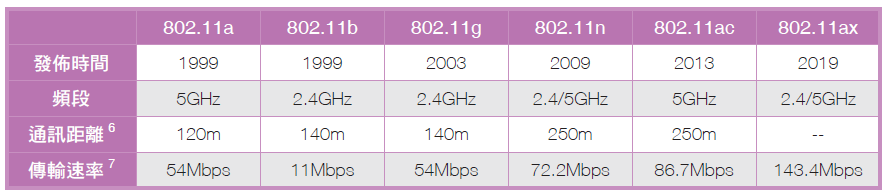 802.11a 802.11b 802.11g 802.11n 802.11ac 802.11ax
發佈時間 1999 1999 2003 2009 2013 2019
頻段 5GHz 2.4GHz 2.4GHz 2.4/5GHz 5GHz 2.4/5GHz
通訊距離 6 120m 140m 140m 250m 250m --
傳輸速率 7 54Mbps 11Mbps 54Mbps 72.2Mbps 86.7Mbps 143.4Mbps